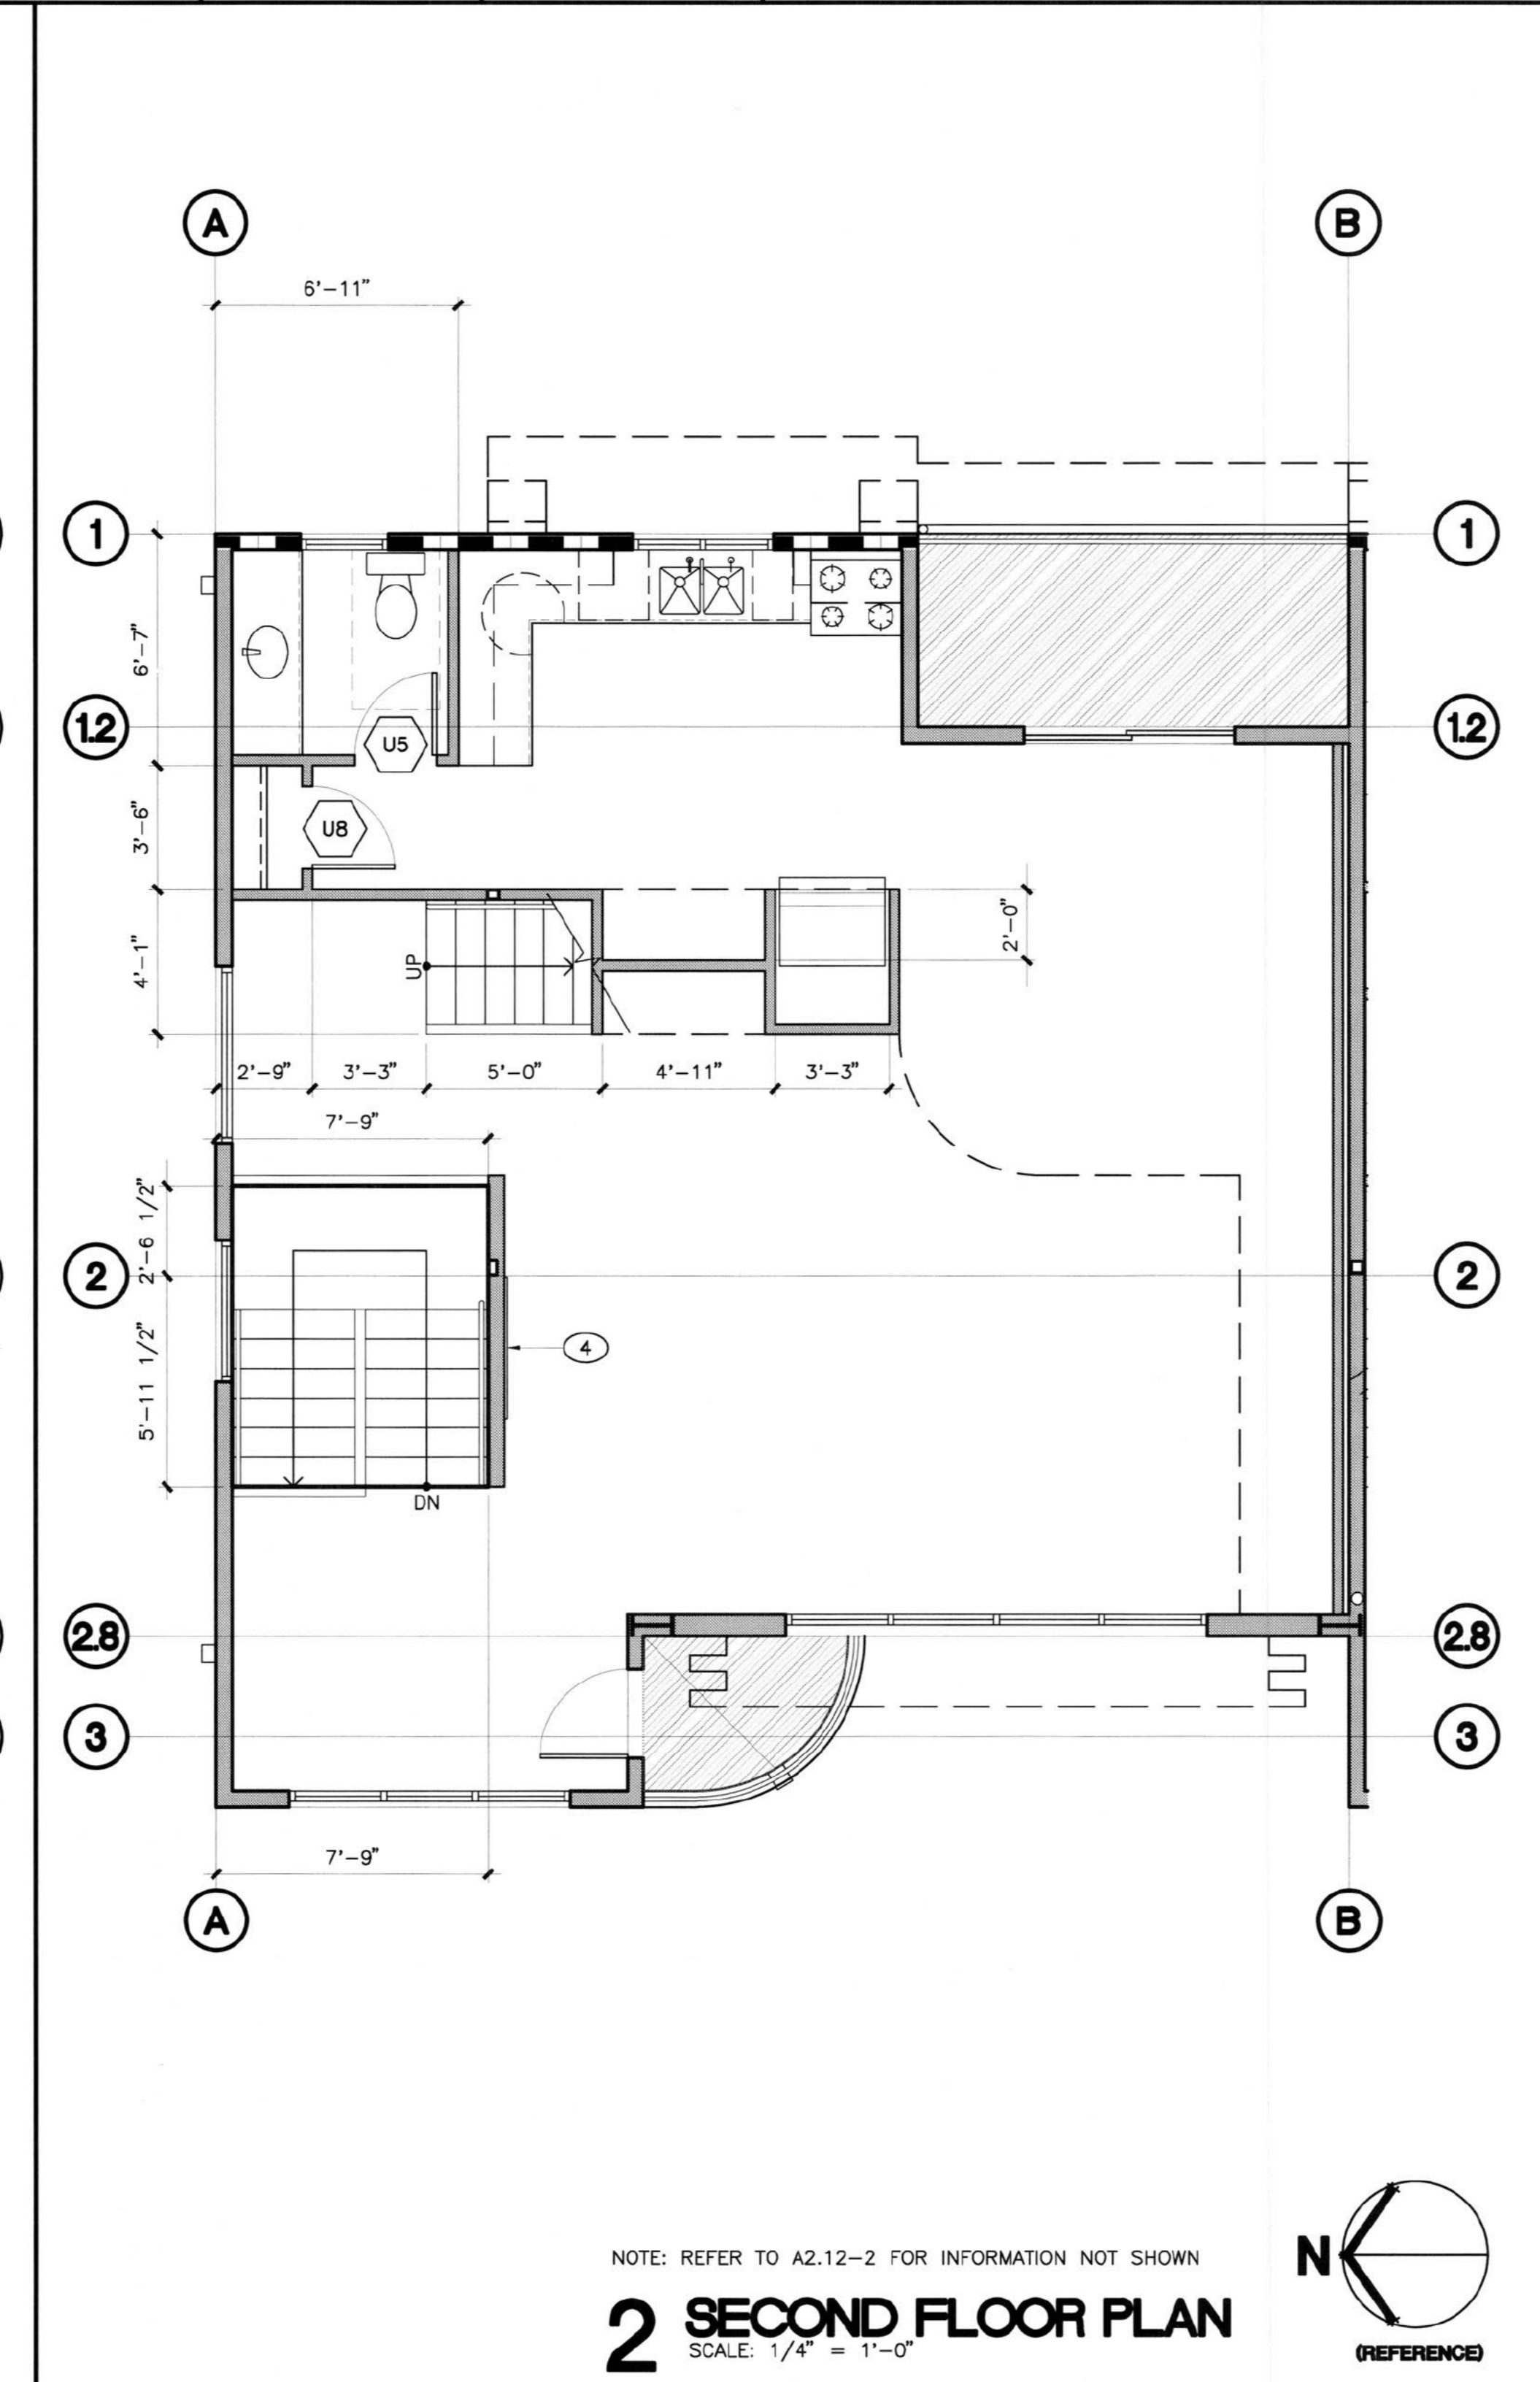 A
B
6'-11"
1
1
6'-7"
1.2
1.2
U5
3'-6"
U8
4'-1"
UP
2'-0"
2'-9"
3'-3"
5'-0"
4'-11"
3'-3"
7'-9"
2'-6 1/2"
2
2
5'-11 1/2"
4
DN
2.8
2.8
3
3
7'-9"
A
B
NOTE: REFER TO A2.12-2 FOR INFORMATION NOT SHOWN
N
2 SECOND FLOOR PLAN
SCALE: 1/4" = 1'-0"
(REFERENCE)